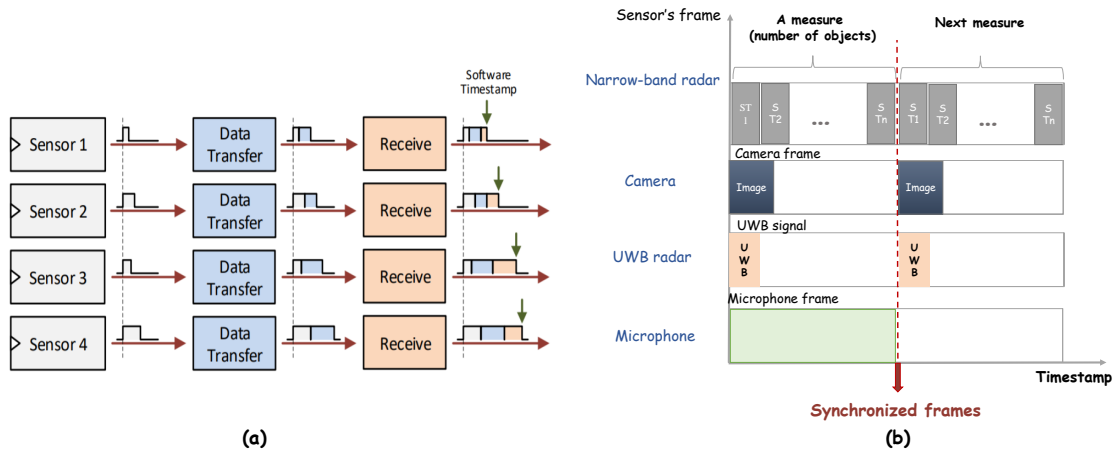 Software
Timestamp
Sensor 1
Data
Transfer
Receive
Sensor 2
Data
Transfer
Receive
Sensor 3
Data
Transfer
Receive
Sensor 4
Data
Transfer
Receive
(a)
Sensor's frame
A measure
(number of objects)
Next measure
Narrow-band radar
ST
1
S
T2
...
S
Tn
S
T1
S
T2
...
S
Tn
Camera frame
Camera
Image
Image
UWB signal
UWB radar
U
W
B
U
W
B
Microphone frame
Microphone
Timestamp
Synchronized frames
(b)